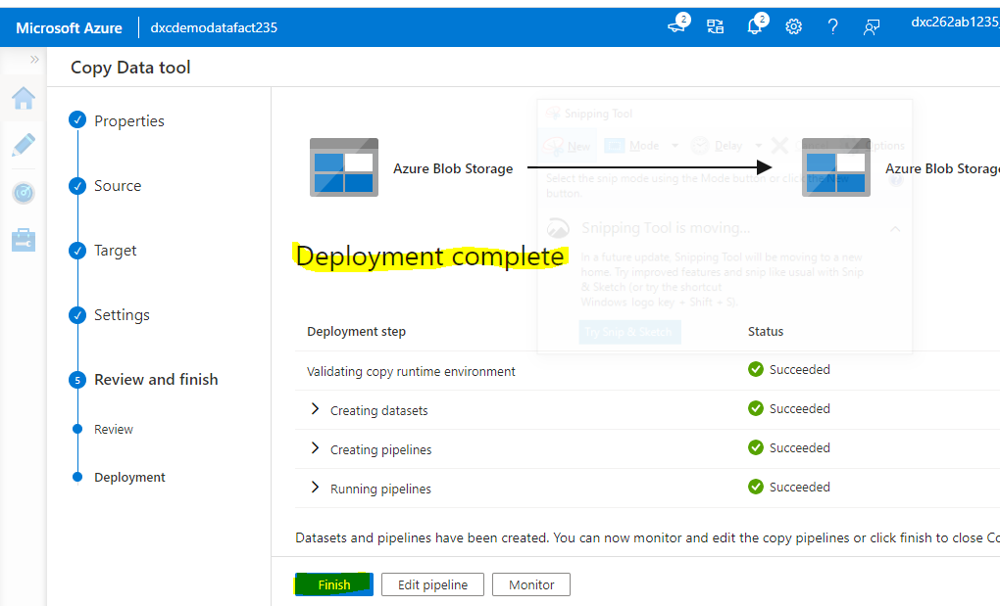 Microsoft Azure dxcdemodatafact235 2 2 dxc262ab1235
»
Copy Data tool
Properties
Source
Target
Settings
5 Review and finish
Review
Deployment
Azure Blob Storage
Azure Blob Storag
Snipping Tool
New Mode Delay Options
Select the snip mode using the Mode button or click the New
button.
Snipping Tool is moving...
In a future update, Snipping Tool will be moving to a new
home. Try improved features and snip like usual with Snip
& Sketch (or try the shortcut
Windows logo key + Shift + S).
Try Snip & Sketch
Deployment complete
Deployment step Status
Validating copy runtime environment Succeeded
Creating datasets Succeeded
Creating pipelines Succeeded
Running pipelines Succeeded
Datasets and pipelines have been created. You can now monitor and edit the copy pipelines or click finish to close Co
Finish Edit pipeline Monitor